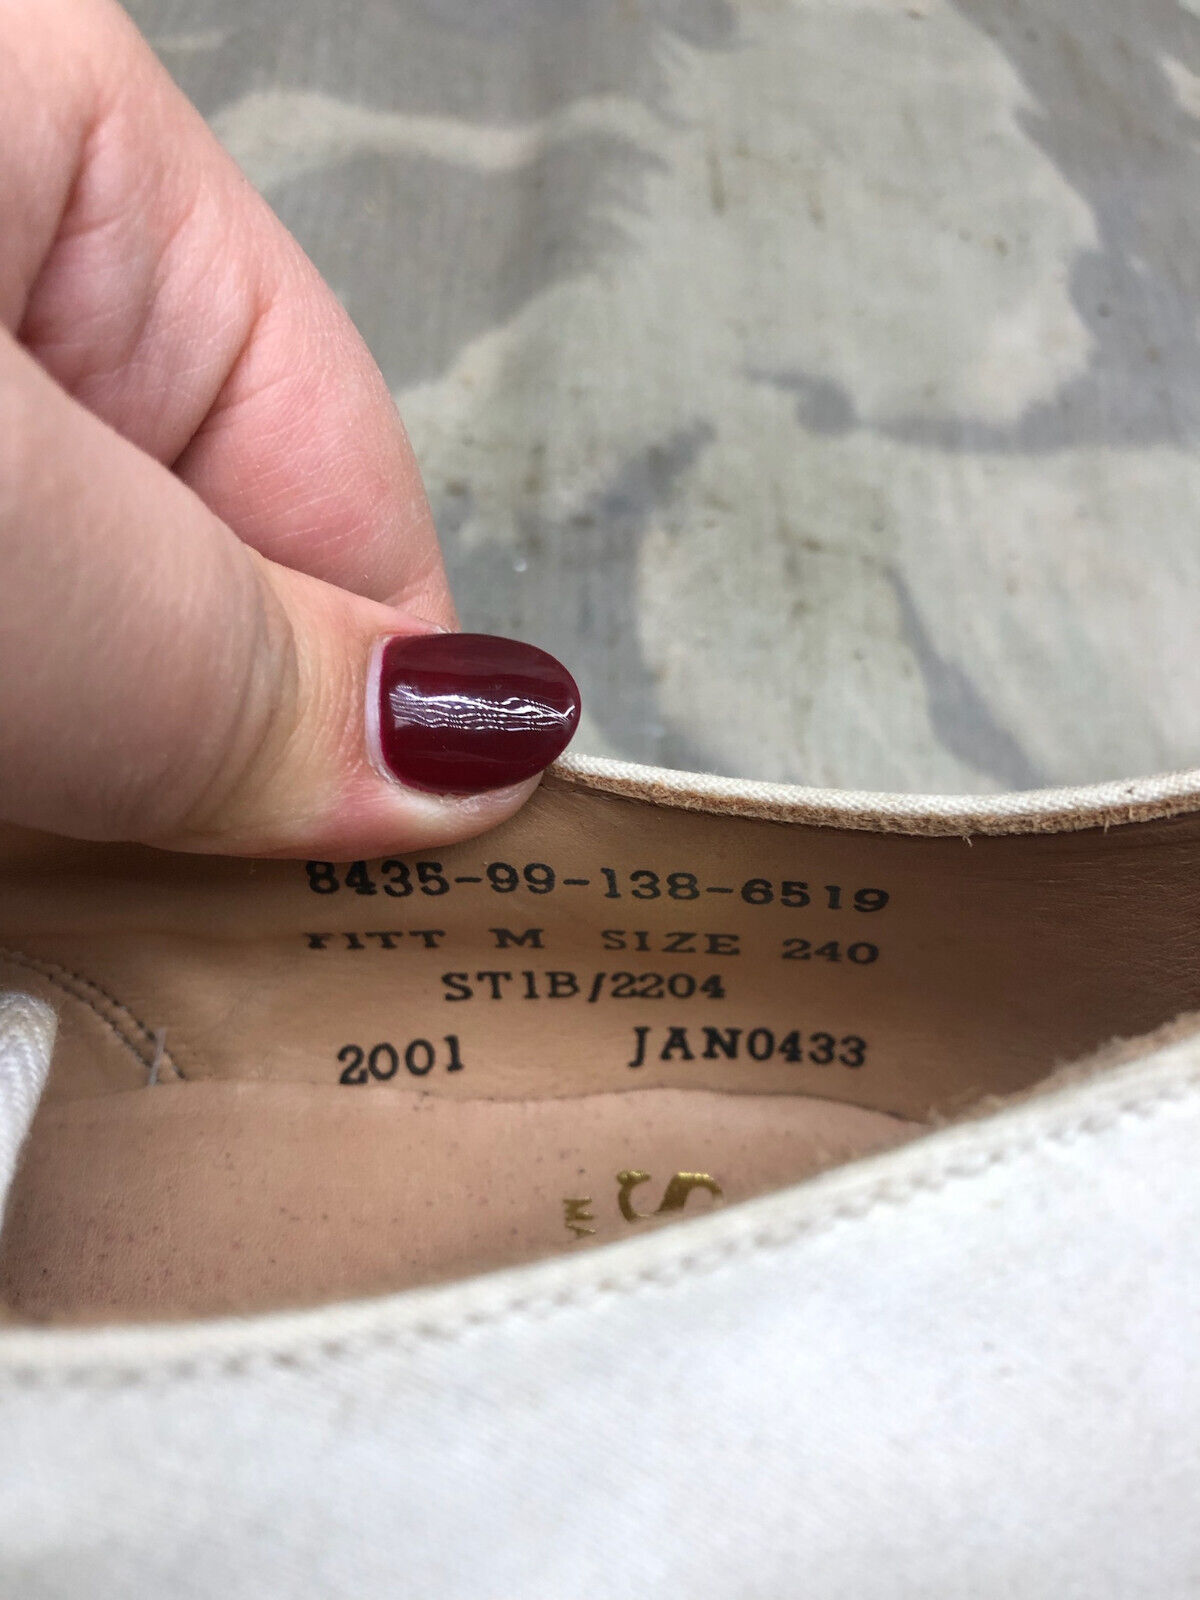 8435-99-138-6519
FITT M SIZE 240
ST1B/2204
2001 JAN0433